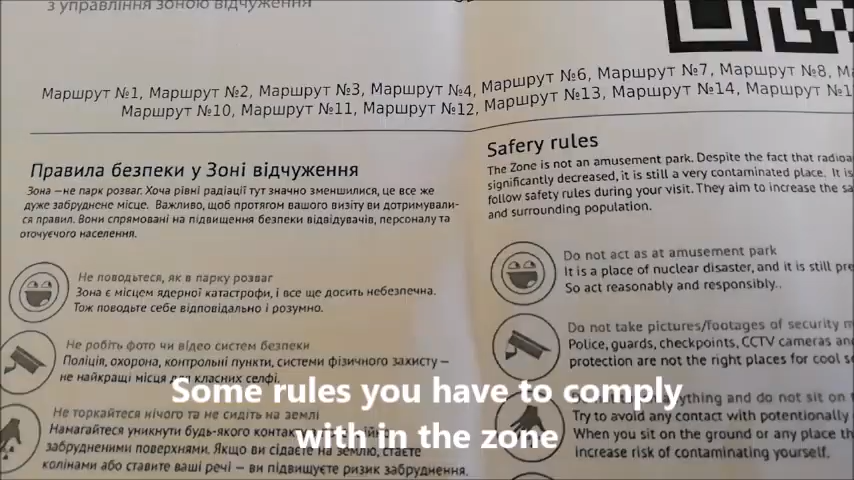 з управління зоною відчуження
Маршрут №1, Маршрут №2, Маршрут №3, Маршрут №4, Маршрут №6, Маршрут №7, Маршрут №8,
Маршрут №10, Маршрут №11, Маршрут №12, Маршрут №13, Маршрут №14, Маршрут
Правила безпеки у Зоні відчуження
Зона — не парк розваг. Хоча рівні радіації тут значно зменшилися, це все же
дуже забруднене місце. Важливо, щоб протягом вашого визиту ви дотримували-
ся правил. Вони спрямовані на підвищення безпеки відвідувачів, персоналу та
оточуючого населення.
Не поводьтеся, як в парку розваг
Зона є місцем ядерної катастрофи, і все ще досить небезпечна.
Тож поводьте себе відповідально і розумно.
Не робіть фото чи відео систем безпеки
Поліція, охорона, контрольні пункти, системи фізичного захисту —
не найкращі місця для класних селфі.
Не торкайтеся нічого та не сидіть на землі
Намагайтеся уникнути будь-якого
забрудненими поверхнями. Якщо ви сідаєте на землю, стаєте
колінами або ставите ваші речі — ви підвищуєте ризик забруднення.
Safery rules
The Zone is not an amusement park. Despite the fact that
significantly decreased, it is still a very contaminated place. It is
follow safety rules during your visit. They aim to increase the
and surrounding population.
Do not act as at amusement park
It is a place of nuclear disaster, and it is still
So act reasonably and responsibly..
Do not take pictures/footages of security
Police, guards, checkpoints, CCTV cameras
protection are not the right places for cool
and do not sit on
Try to avoid any contact with potentially
When you sit on the ground or any place
increase risk of contaminating yourself.
Some rules you have to comply
with in the zone